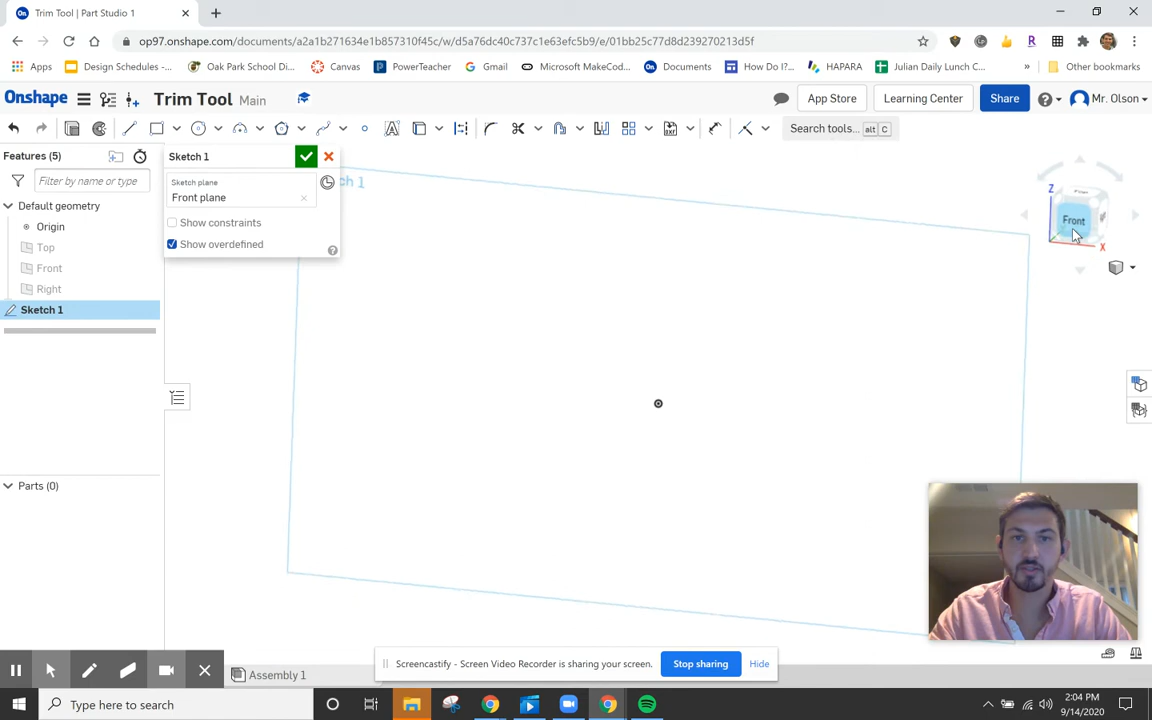 Trim Tool | Part Studio 1
op97.onshape.com/documents/a2a1b271634e1b857310f45c/w/d5a76dc40c737c1e63efc5b9/e/01bb25c77d8d239270213d5f
Apps
Design Schedules -...
Oak Park School Di...
Canvas
PowerTeacher
Gmail
Microsoft MakeCod...
Documents
How Do I?...
HAPARA
Julian Daily Lunch C...
»
Other bookmarks
Onshape
Trim Tool Main
App Store
Learning Center
Share
Mr. Olson
Search tools...
alt C
Features (5)
Sketch 1
Filter by name or type
Sketch plane
Front plane
Default geometry
Show constraints
Origin
Show overdefined
Top
Front
Right
Sketch 1
ch 1
Z
Front
X
Parts (0)
Screencastify - Screen Video Recorder is sharing your screen.
Stop sharing
Hide
Assembly 1
Type here to search
2:04 PM
9/14/2020